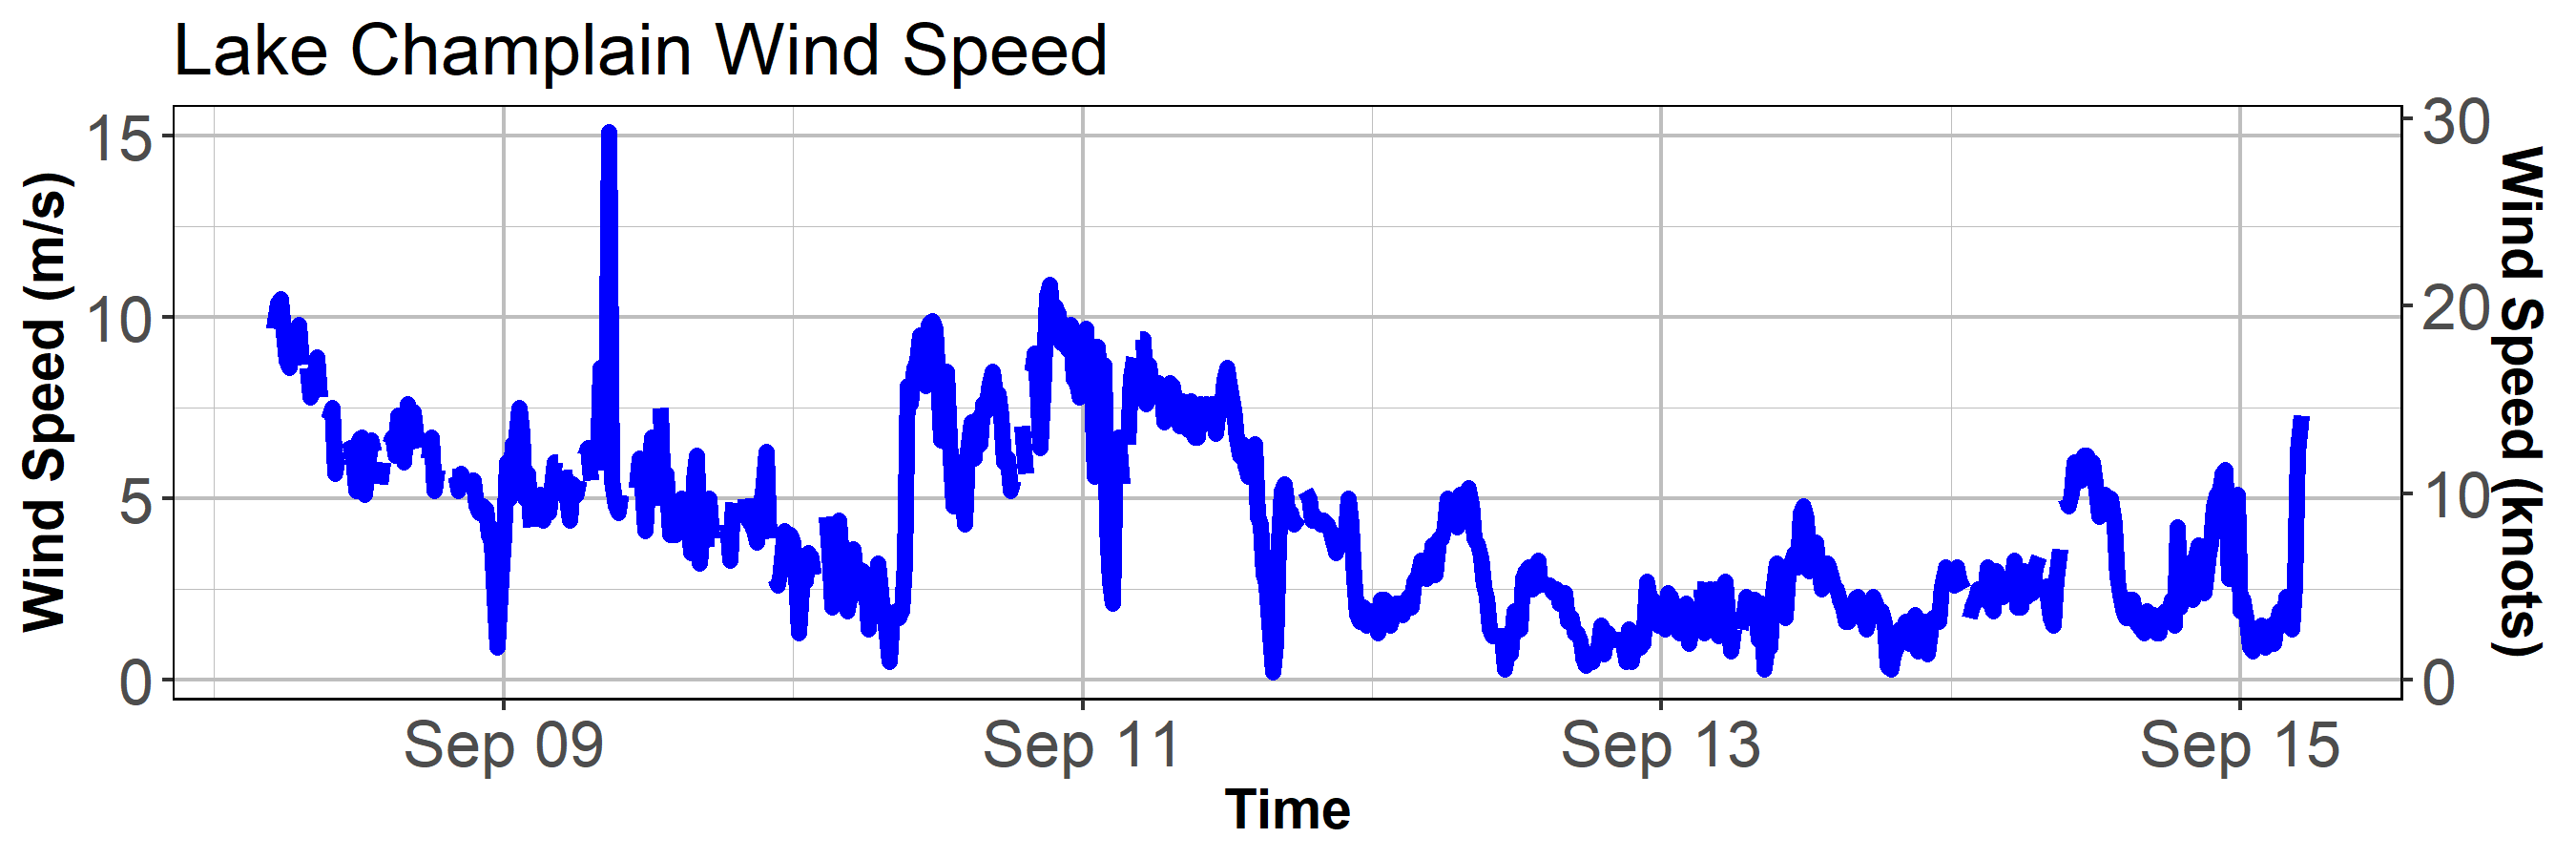 Lake Champlain Wind Speed
Wind Speed (m/s)
15
10
5
0
30
20
10
0
Wind Speed (knots)
Sep 09
Sep 11
Sep 13
Sep 15
Time